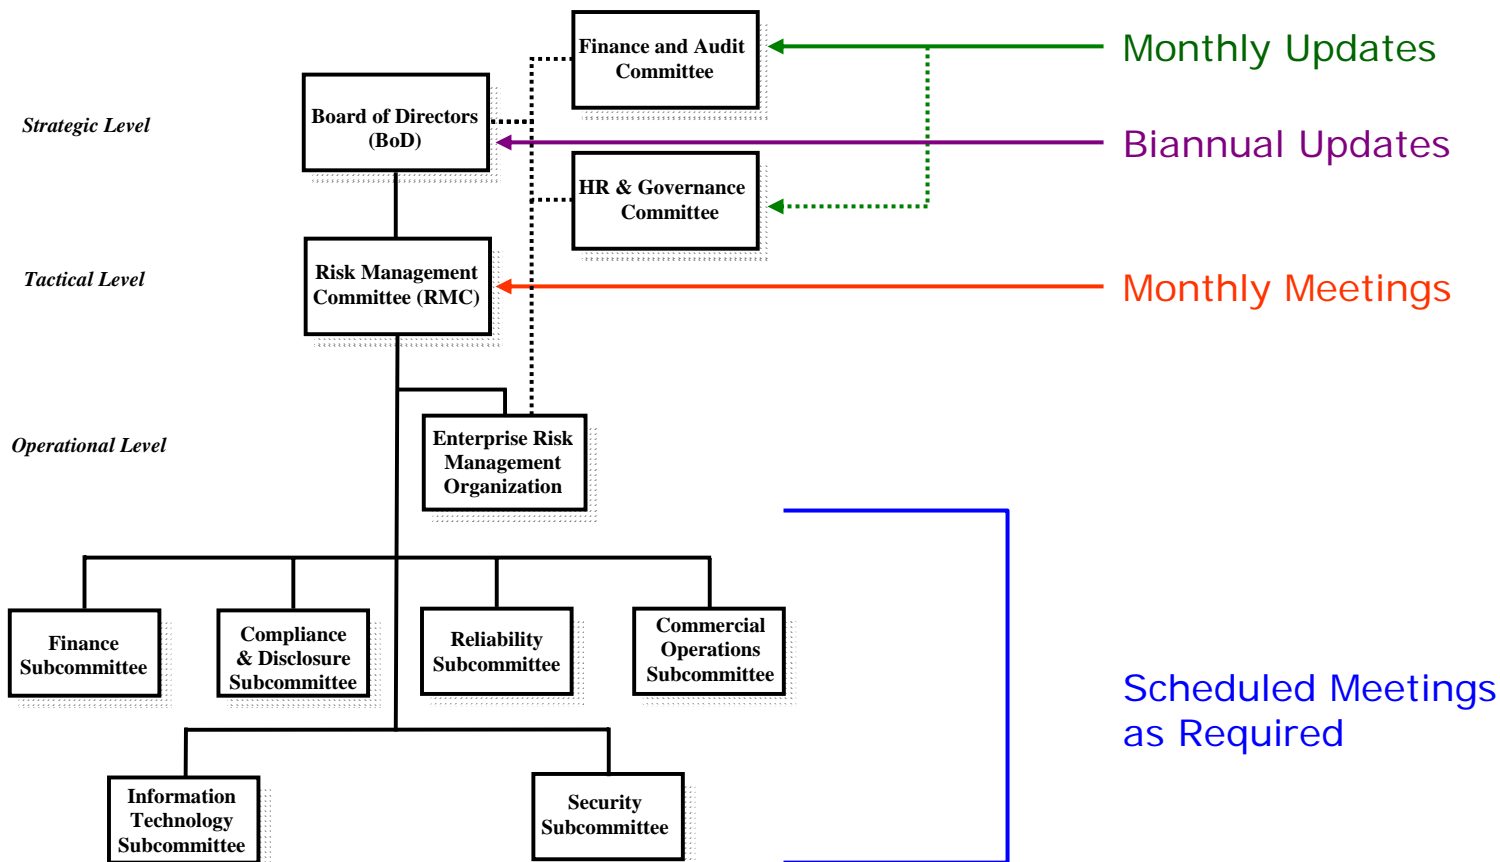 Finance and Audit
Committee
Monthly Updates
Strategic Level
Board of Directors
(BoD)
Biannual Updates
HR & Governance
Committee
Tactical Level
Risk Management
Committee (RMC)
Monthly Meetings
Operational Level
Enterprise Risk
Management
Organization
Finance
Subcommittee
Compliance
& Disclosure
Subcommittee
Reliability
Subcommittee
Commercial
Operations
Subcommittee
Scheduled Meetings
as Required
Information
Technology
Subcommittee
Security
Subcommittee